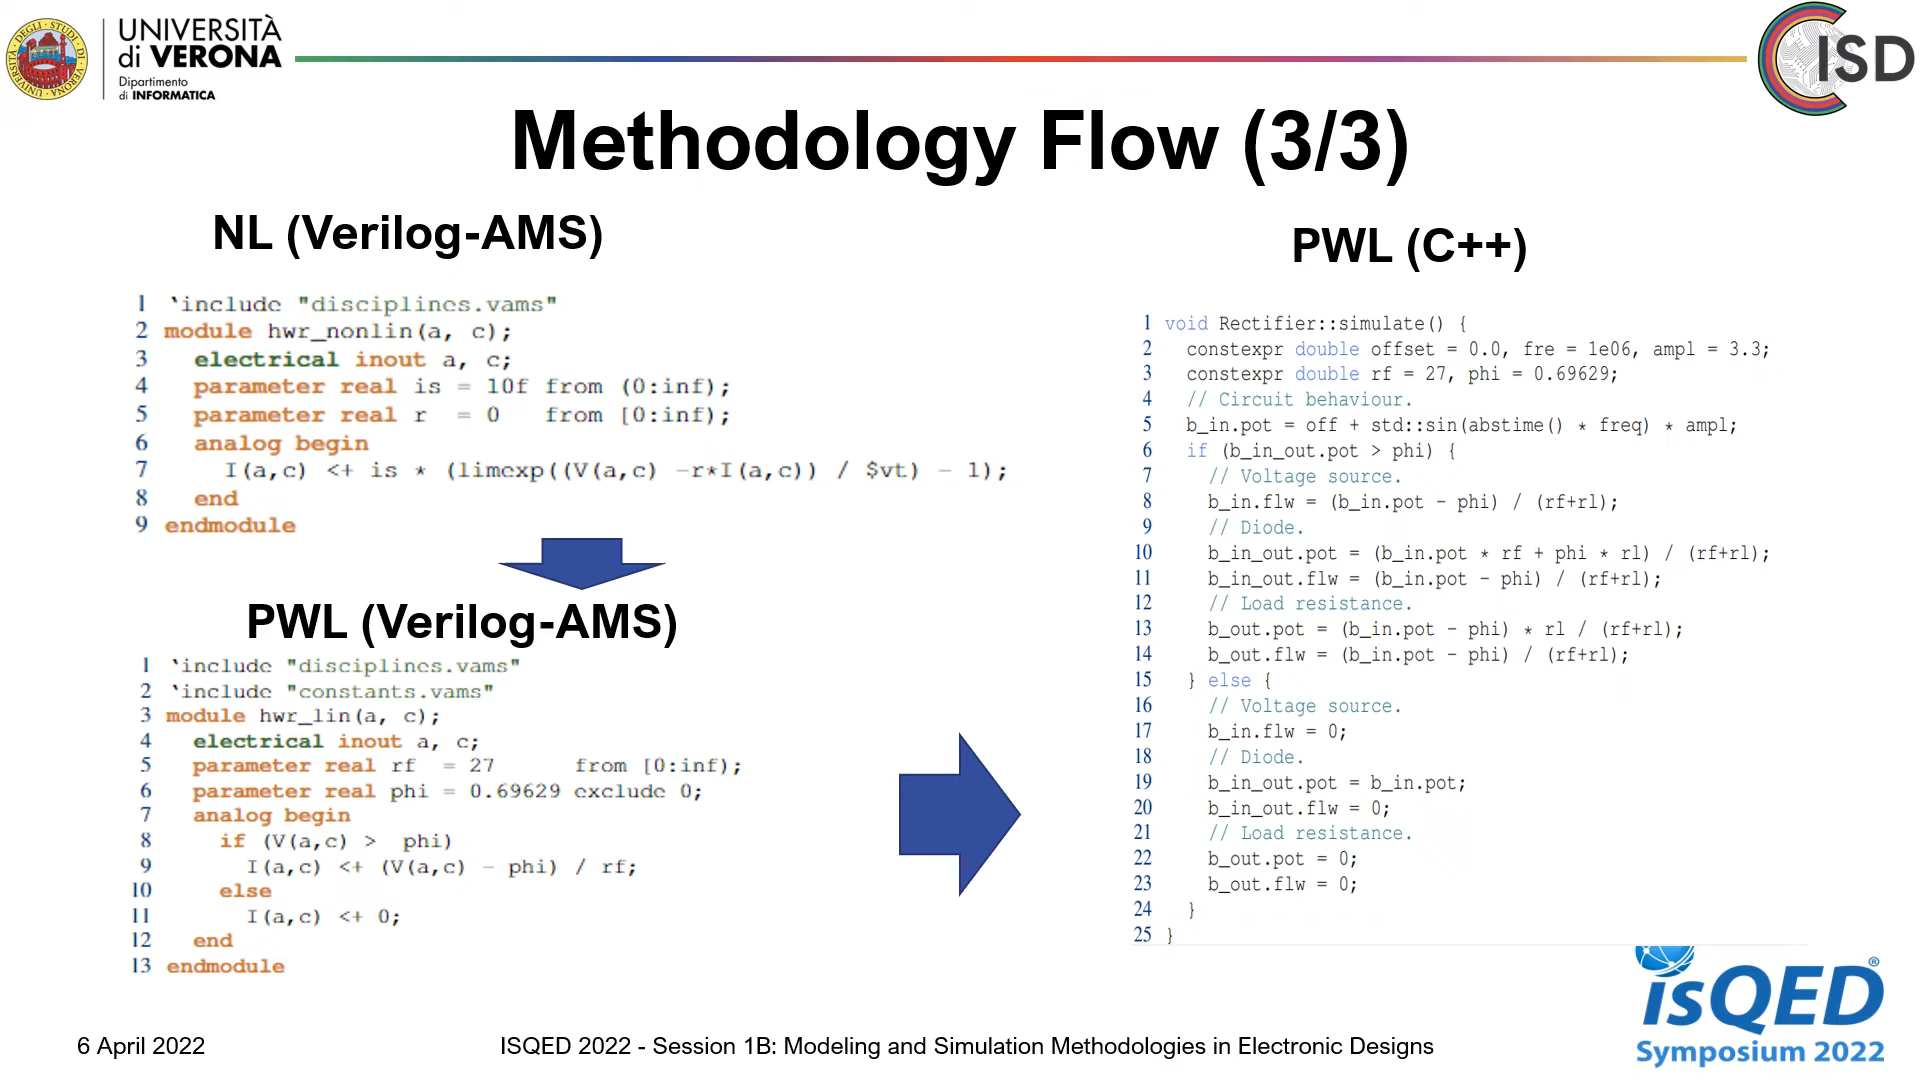 UNIVERSITÀ
di VERONA
Dipartimento
di INFORMATICA
ISD
Methodology Flow (3/3)
NL (Verilog-AMS)
1 `include "disciplines.vams"
2 module hwr_nonlin(a, c);
3 electrical inout a, c;
4 parameter real is = 10f from (0:inf);
5 parameter real r = 0 from [0:inf);
6 analog begin
7 I(a,c) <+ is * (limexp((V(a,c) -r*I(a,c)) / $vt) - 1);
8 end
9 endmodule
PWL (Verilog-AMS)
1 `include "disciplines.vams"
2 `include "constants.vams"
3 module hwr_lin(a, c);
4 electrical inout a, c;
5 parameter real rf = 27 from [0:inf);
6 parameter real phi = 0.69629 exclude 0;
7 analog begin
8 if (V(a,c) > phi)
9 I(a,c) <+ (V(a,c) - phi) / rf;
10 else
11 I(a,c) <+ 0;
12 end
13 endmodule
PWL (C++)
1 void Rectifier::simulate() {
2 constexpr double offset = 0.0, fre = 1e06, ampl = 3.3;
3 constexpr double rf = 27, phi = 0.69629;
4 // Circuit behaviour.
5 b_in.pot = off + std::sin(abstime() * freq) * ampl;
6 if (b_in_out.pot > phi) {
7 // Voltage source.
8 b_in.flw = (b_in.pot - phi) / (rf+rl);
9 // Diode.
10 b_in_out.pot = (b_in.pot * rf + phi * rl) / (rf+rl);
11 b_in_out.flw = (b_in.pot - phi) / (rf+rl);
12 // Load resistance.
13 b_out.pot = (b_in.pot - phi) * rl / (rf+rl);
14 b_out.flw = (b_in.pot - phi) / (rf+rl);
15 } else {
16 // Voltage source.
17 b_in.flw = 0;
18 // Diode.
19 b_in_out.pot = b_in.pot;
20 b_in_out.flw = 0;
21 // Load resistance.
22 b_out.pot = 0;
23 b_out.flw = 0;
24 }
25 }
isQED®
Symposium 2022
6 April 2022
ISQED 2022 - Session 1B: Modeling and Simulation Methodologies in Electronic Designs